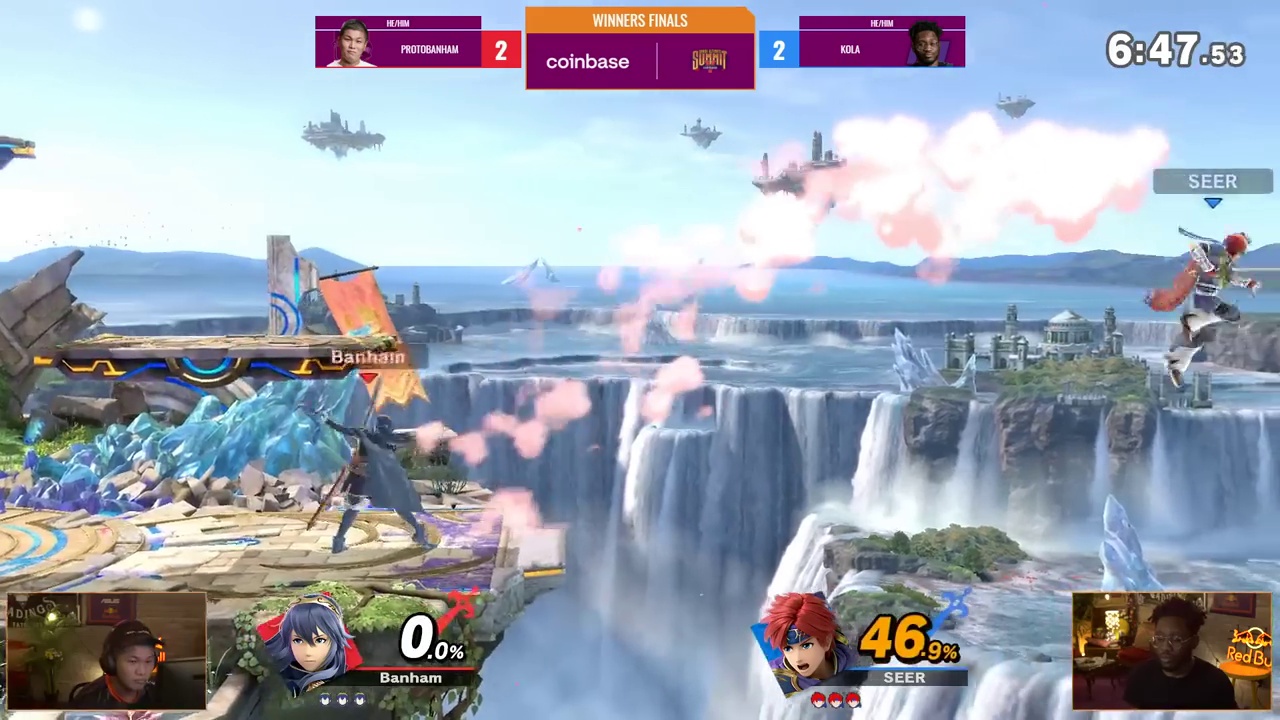 HE/HIM
PROTOBANHAM
2
WINNERS FINALS
coinbase
SUMMIT
2
HE/HIM
KOLA
6:47.53
SEER
Banham
0.0%
Banham
46.9%
SEER
Red Bu